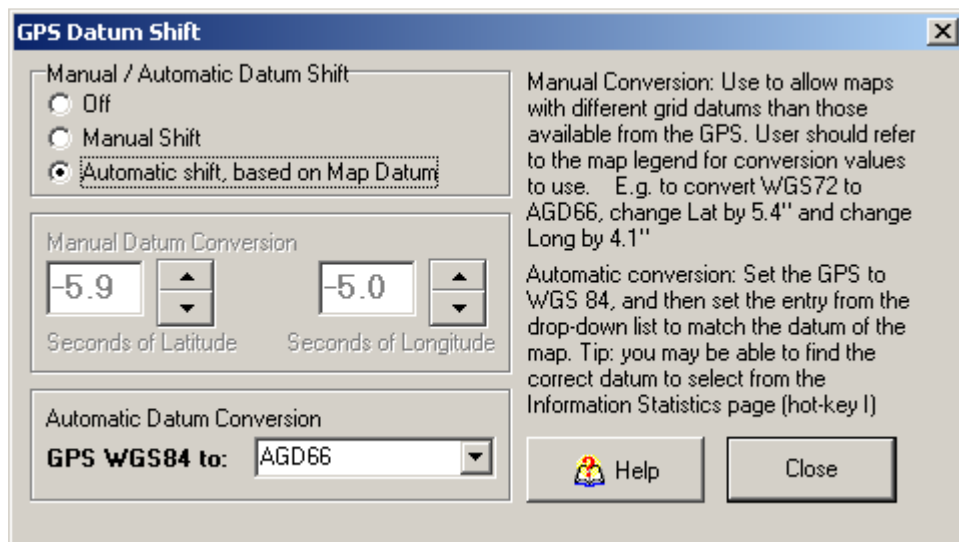 GPS Datum Shift
Manual / Automatic Datum Shift
Off
Manual Shift
Automatic shift, based on Map Datum
Manual Datum Conversion
-5.9
-5.0
Seconds of Latitude
Seconds of Longitude
Automatic Datum Conversion
GPS WGS84 to:
AGD66
Manual Conversion: Use to allow maps
with different grid datums than those
available from the GPS. User should refer
to the map legend for conversion values
to use. E.g. to convert WGS72 to
AGD66, change Lat by 5.4" and change
Long by 4.1"
Automatic conversion: Set the GPS to
WGS 84, and then set the entry from the
drop-down list to match the datum of the
map. Tip: you may be able to find the
correct datum to select from the
Information Statistics page (hot-key I)
Help
Close